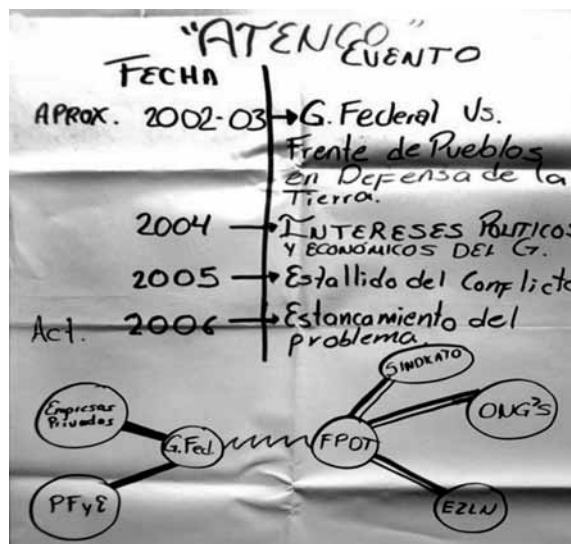 "ATENCO"
FECHA EVENTO
APROX. 2002-03 → G. Federal Vs.
Frente de Pueblos
en Defensa de la
Tierra.
2004 → INTERESES POLITICOS
Y ECONÓMICOS DEL G.
2005 → Estallido del Conflicto
Act. 2006 → Estancamiento del
problema.
SINDICATO
Empresas
Privadas
ONG'S
G.Fed.
FPDT
PFyE
EZLN